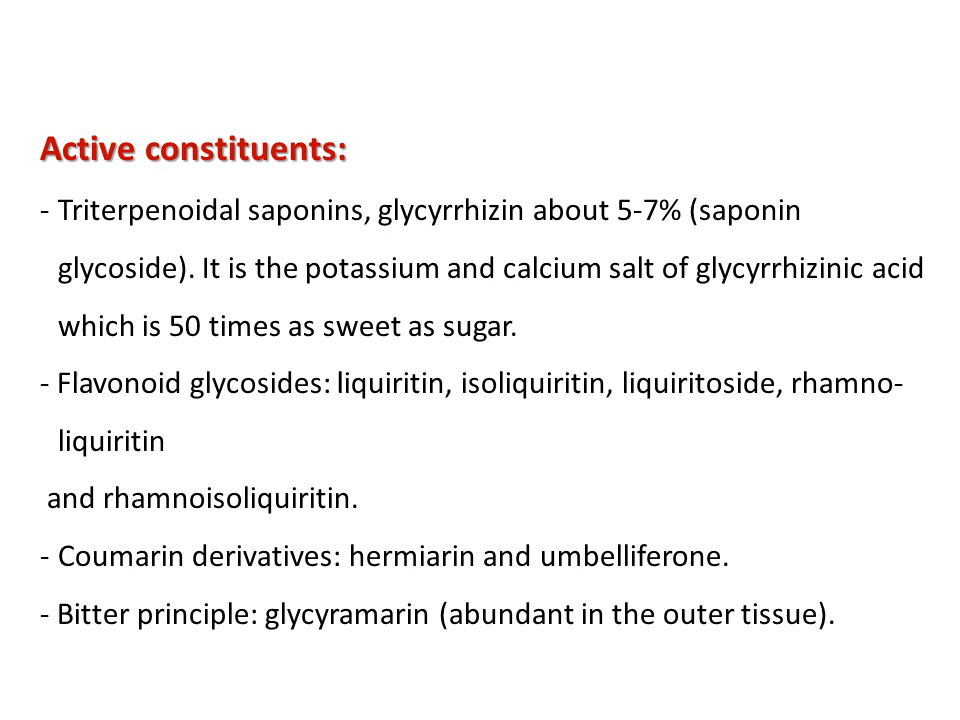 Active constituents:
- Triterpenoidal saponins, glycyrrhizin about 5-7% (saponin
glycoside). It is the potassium and calcium salt of glycyrrhizinic acid
which is 50 times as sweet as sugar.
- Flavonoid glycosides: liquiritin, isoliquiritin, liquiritoside, rhamno-
liquiritin
and rhamnoisoliquiritin.
- Coumarin derivatives: hermiarin and umbelliferone.
- Bitter principle: glycyramarin (abundant in the outer tissue).